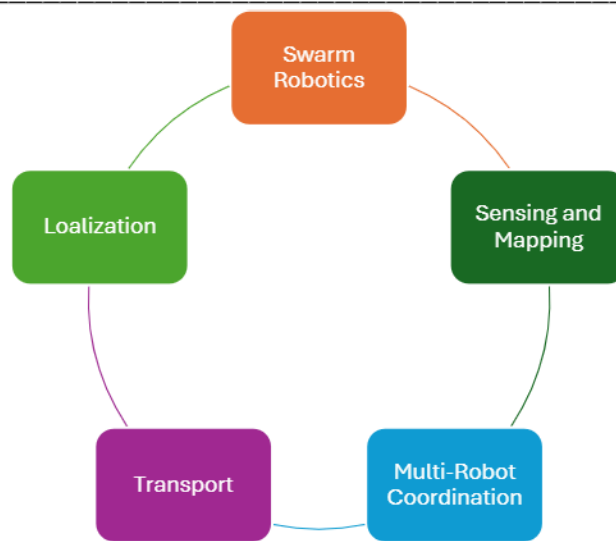 Swarm
Robotics
Sensing and
Mapping
Multi-Robot
Coordination
Transport
Loalization